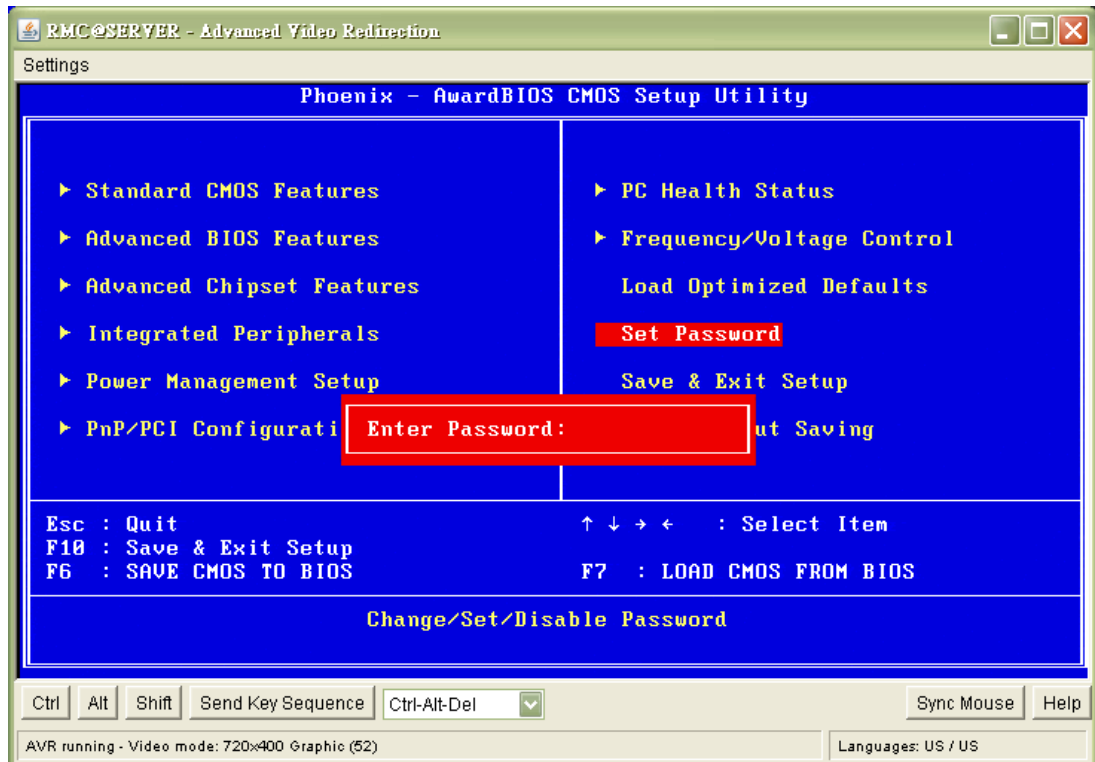 RMC@SERVER - Advanced Video Redirection
Settings
Phoenix - AwardBIOS CMOS Setup Utility
Standard CMOS Features
Advanced BIOS Features
Advanced Chipset Features
Integrated Peripherals
Power Management Setup
PnP/PCI Configurati
PC Health Status
Frequency/Voltage Control
Load Optimized Defaults
Set Password
Save & Exit Setup
ut Saving
Enter Password:
Esc : Quit
F10 : Save & Exit Setup
F6 : SAVE CMOS TO BIOS
↑ ↓ → ← : Select Item
F7 : LOAD CMOS FROM BIOS
Change/Set/Disable Password
Ctrl Alt Shift Send Key Sequence Ctrl-Alt-Del Sync Mouse Help
AVR running - Video mode: 720x400 Graphic (52) Languages: US / US